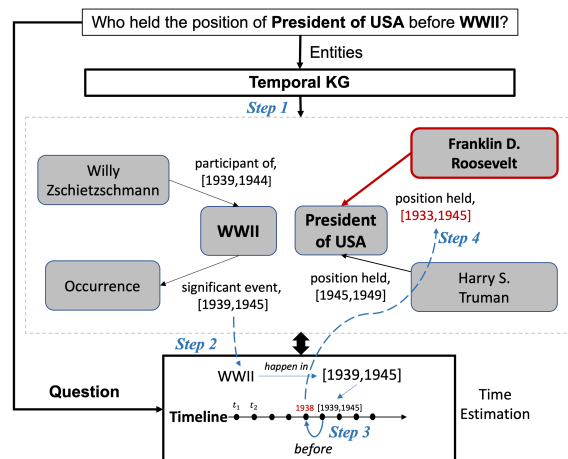 Who held the position of President of USA before WWII?
Entities
Temporal KG
Step 1
Willy
Zschietzschmann
participant of,
[1939,1944]
Franklin D.
Roosevelt
WWII
President
of USA
position held,
[1933,1945]
Step 4
Occurrence
significant event,
[1939,1945]
position held,
[1945,1949]
Harry S.
Truman
Step 2
Question
WWII
happen in
[1939,1945]
Time
Estimation
Timeline
t1
t2
1938
[1939,1945]
Step 3
before